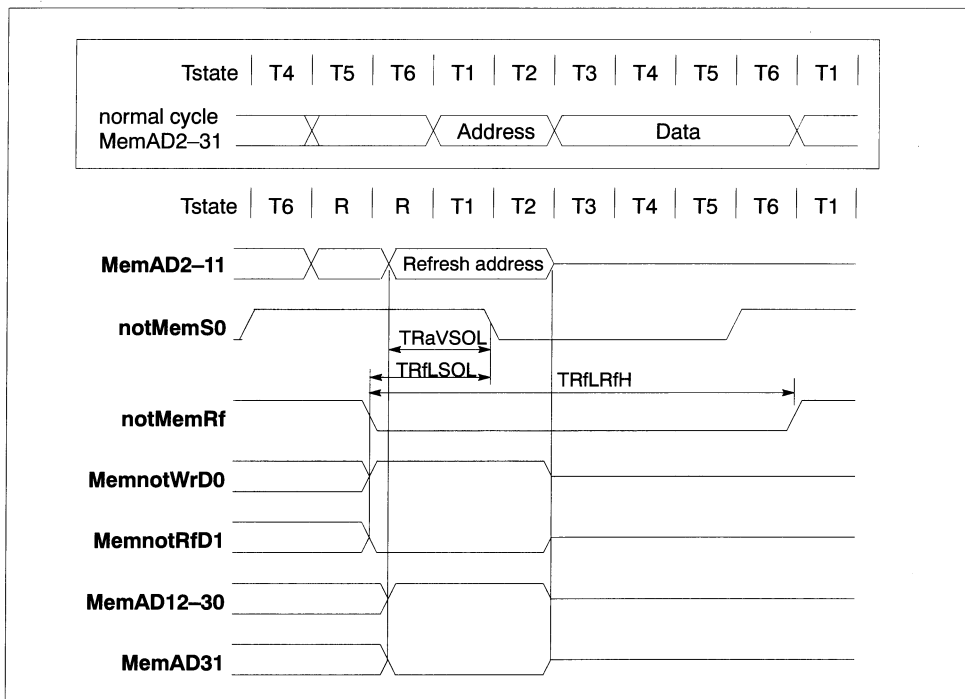 Tstate T4 T5 T6 T1 T2 T3 T4 T5 T6 T1
normal cycle
MemAD2–31
Address
Data
Tstate T6 R R T1 T2 T3 T4 T5 T6 T1
MemAD2–11
Refresh address
notMemS0
TRaVSOL
TRfLSOL
TRfLRfH
notMemRf
MemnotWrD0
MemnotRfD1
MemAD12–30
MemAD31